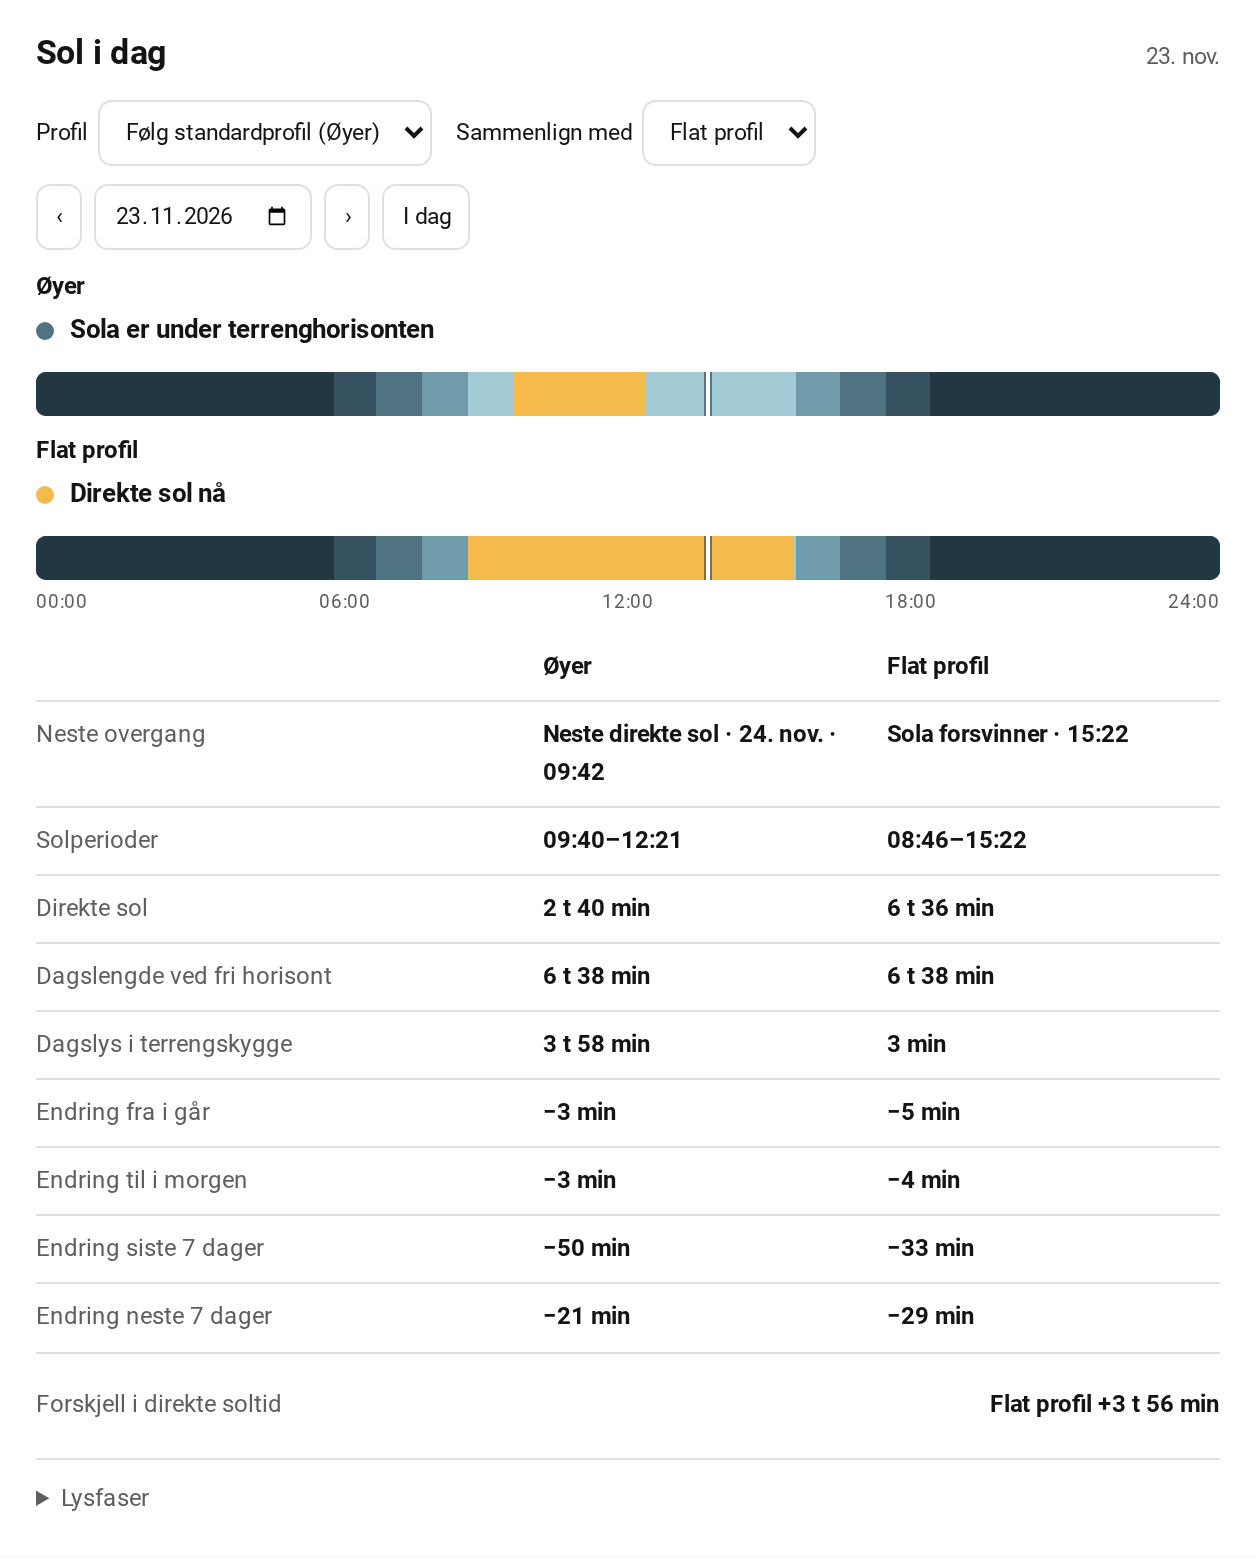 Sol i dag
23. nov.
Profil Følg standardprofil (Øyer) Sammenlign med Flat profil
‹ 23.11.2026 › I dag
Øyer
Sola er under terrenghorisonten
Flat profil
Direkte sol nå
00:00 06:00 12:00 18:00 24:00
Øyer Flat profil
Neste overgang Neste direkte sol · 24. nov. · Sola forsvinner · 15:22
09:42
Solperioder 09:40–12:21 08:46–15:22
Direkte sol 2 t 40 min 6 t 36 min
Dagslengde ved fri horisont 6 t 38 min 6 t 38 min
Dagslys i terrengskygge 3 t 58 min 3 min
Endring fra i går −3 min −5 min
Endring til i morgen −3 min −4 min
Endring siste 7 dager −50 min −33 min
Endring neste 7 dager −21 min −29 min
Forskjell i direkte soltid Flat profil +3 t 56 min
Lysfaser